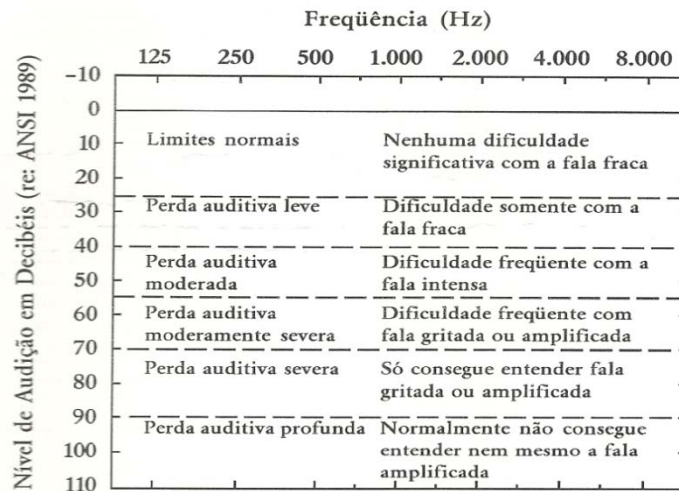 Freqüência (Hz)
125 250 500 1.000 2.000 4.000 8.000
Nível de Audição em Decibéis (re: ANSI 1989)
-10
0
10
20
30
40
50
60
70
80
90
100
110
Limites normais
Nenhuma dificuldade
significativa com a fala fraca
Perda auditiva leve
Dificuldade somente com a
fala fraca
Perda auditiva
moderada
Dificuldade freqüente com a
fala intensa
Perda auditiva
moderamente severa
Dificuldade freqüente com
fala gritada ou amplificada
Perda auditiva severa
Só consegue entender fala
gritada ou amplificada
Perda auditiva profunda
Normalmente não consegue
entender nem mesmo a fala
amplificada